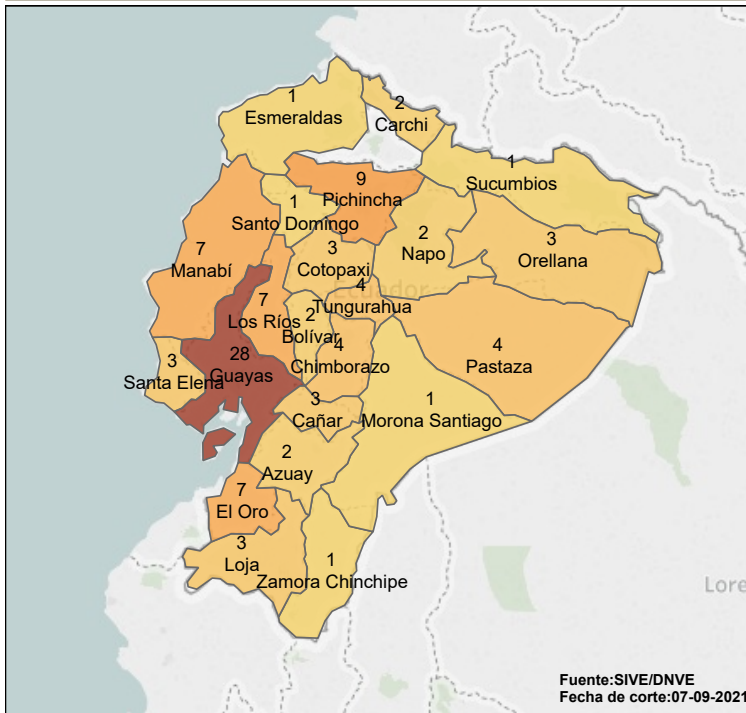 1
Esmeraldas
2
Carchi
1
Sucumbios
9
Pichincha
1
Santo Domingo
2
Napo
3
Orellana
7
Manabí
3
Cotopaxi
Ecuador
4
Tungurahua
7
Los Ríos
2
Bolívar
4
Chimborazo
4
Pastaza
28
Guayas
3
Santa Elena
3
Cañar
1
Morona Santiago
2
Azuay
7
El Oro
3
Loja
1
Zamora Chinchipe
Lore
Fuente:SIVE/DNVE
Fecha de corte:07-09-2021